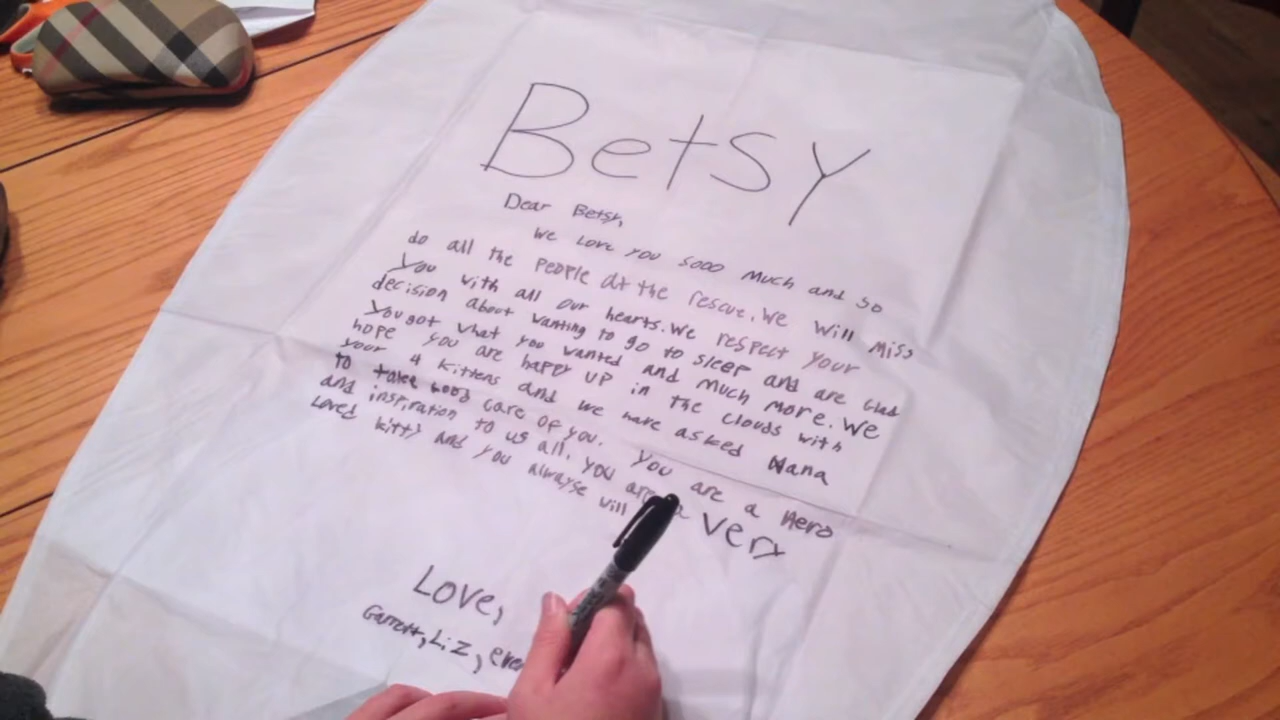 BetSY
Dear Betsy,
We Love you sooo much and so
do all the people at the rescue. We will miss
you with all our hearts. We respect your
decision about wanting to go to sleep and are glad
you got what you wanted and much more. We
hope you are happy up in the clouds with
your 4 kittens and we have asked Nana
to take good care of you. You are a Hero
and inspiration to us all. you are a very
Loved kitty and you alwayse will
Love,
Garrett, Liz,